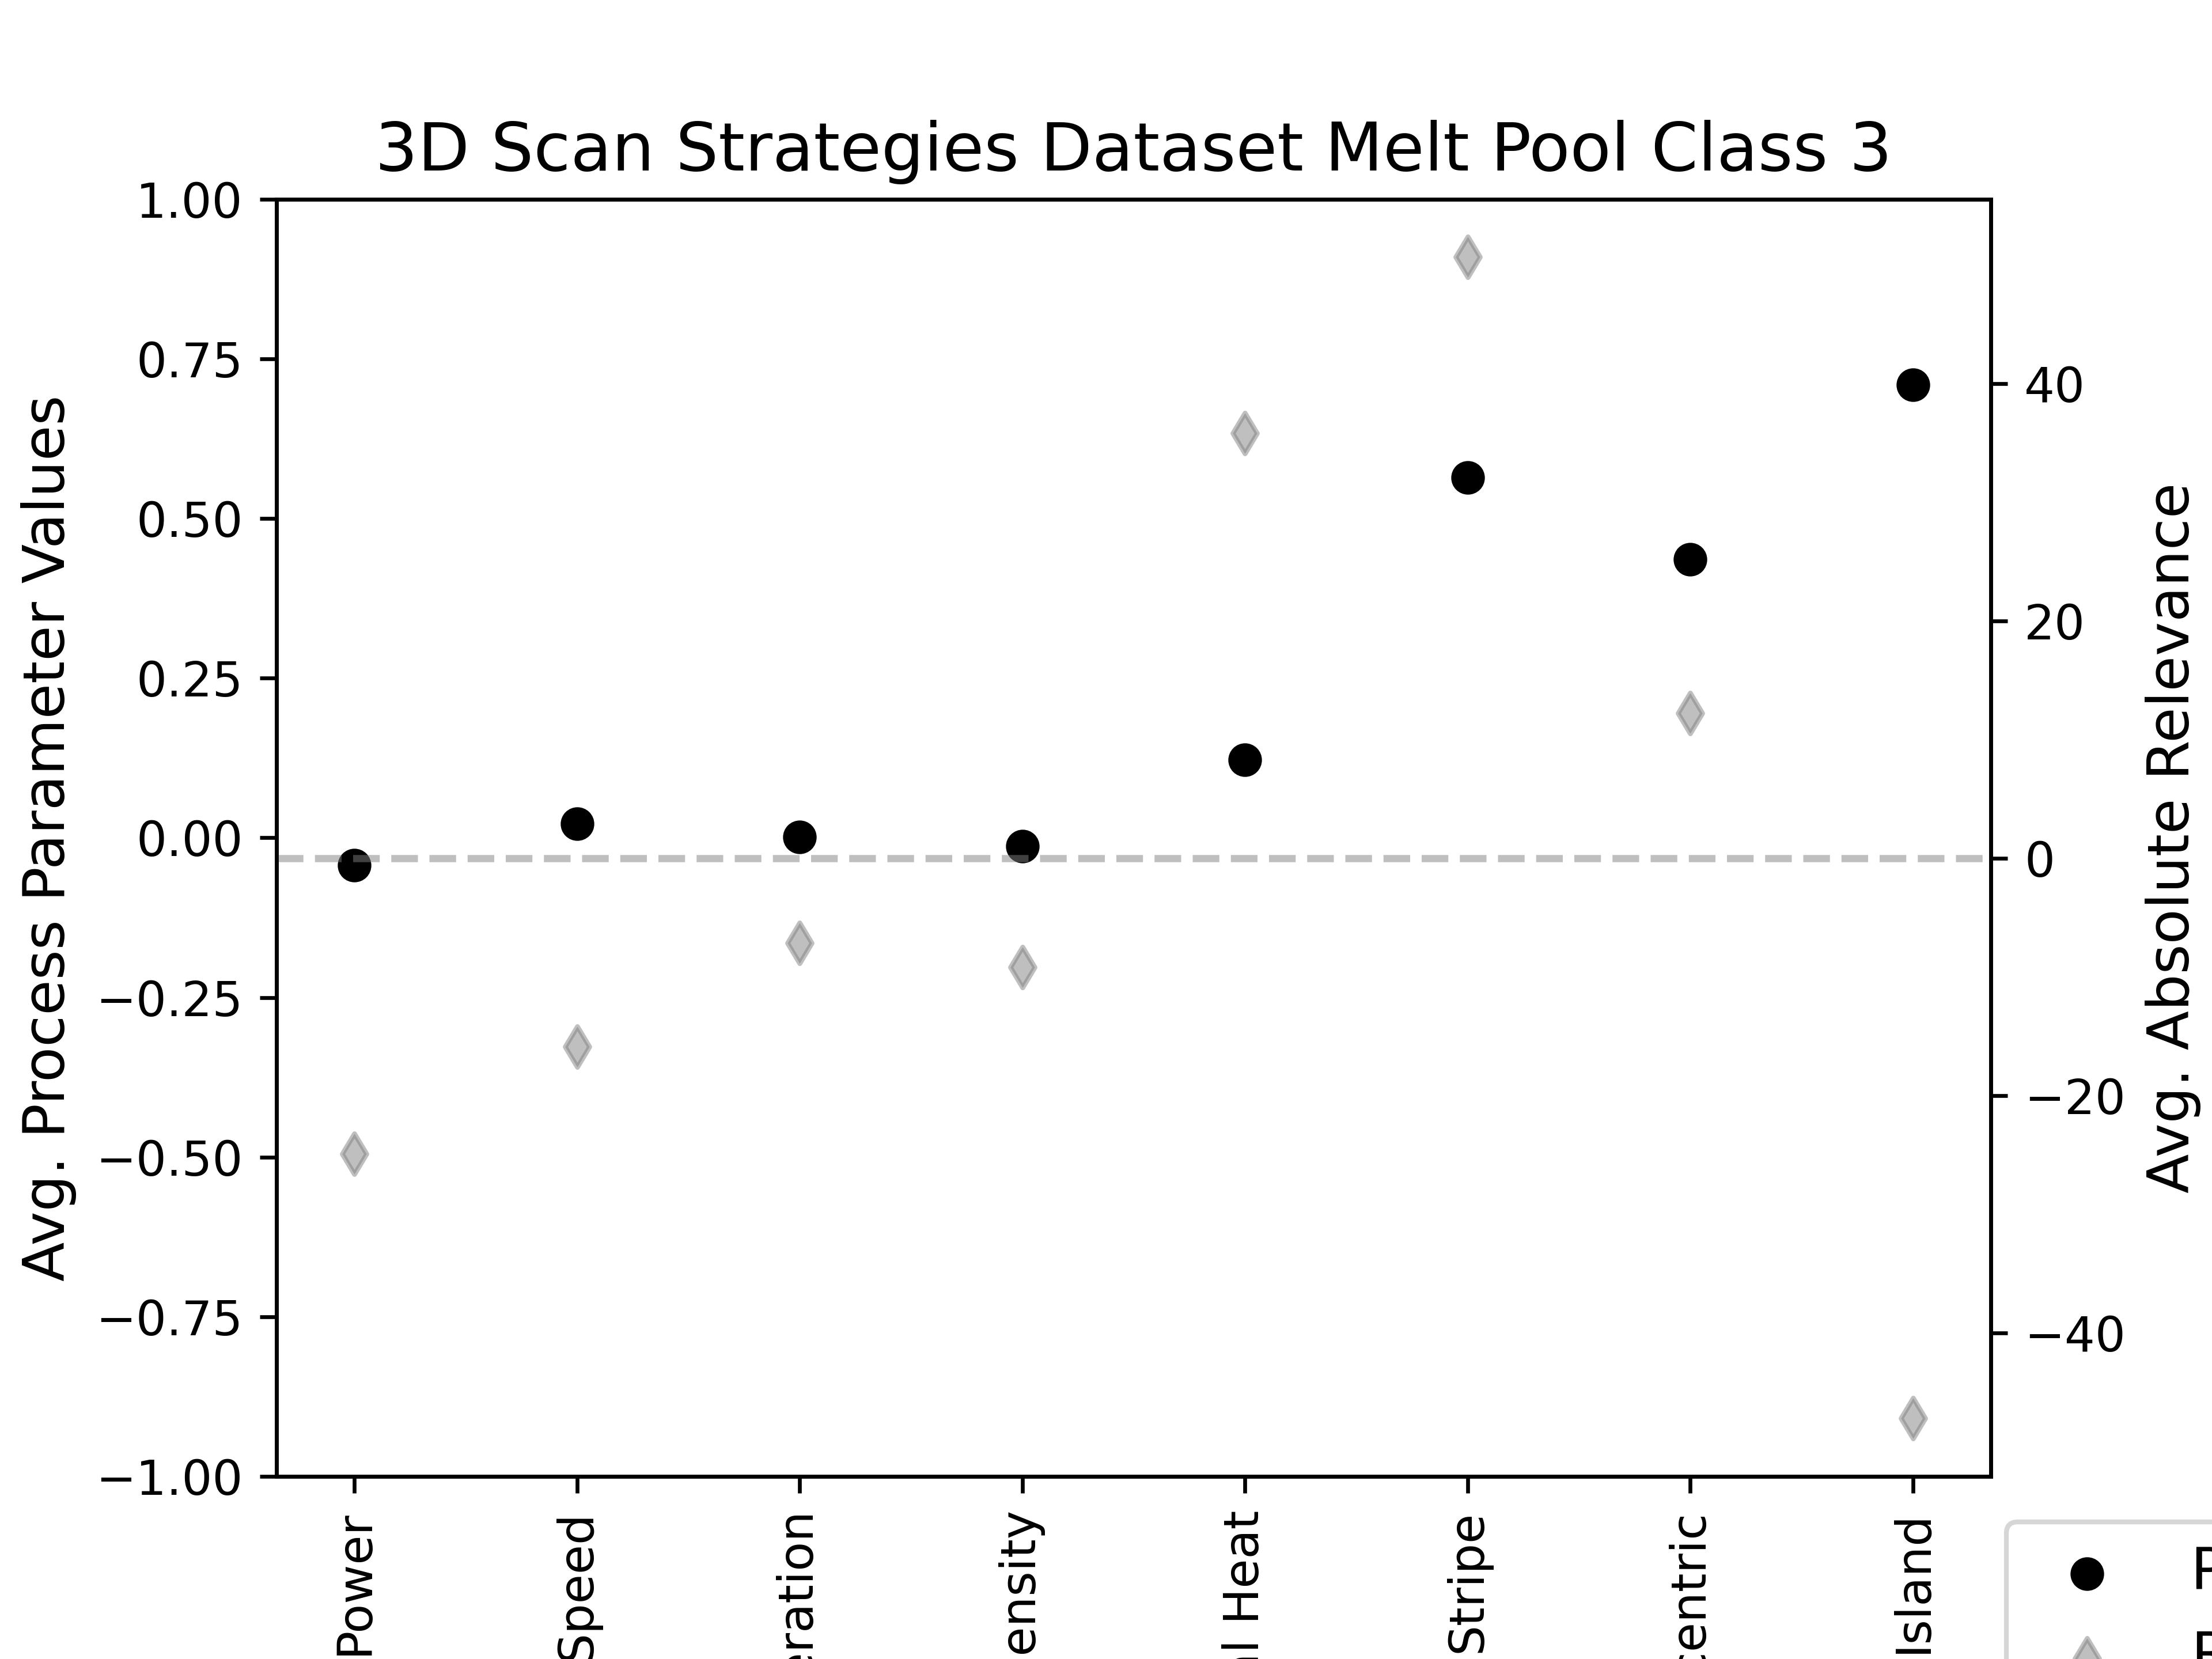 3D Scan Strategies Dataset Melt Pool Class 3
Avg. Process Parameter Values
1.00
0.75
0.50
0.25
0.00
−0.25
−0.50
−0.75
−1.00
40
20
0
−20
−40
Avg. Absolute Relevance
Power
Speed
eration
ensity
al Heat
Stripe
centric
Island